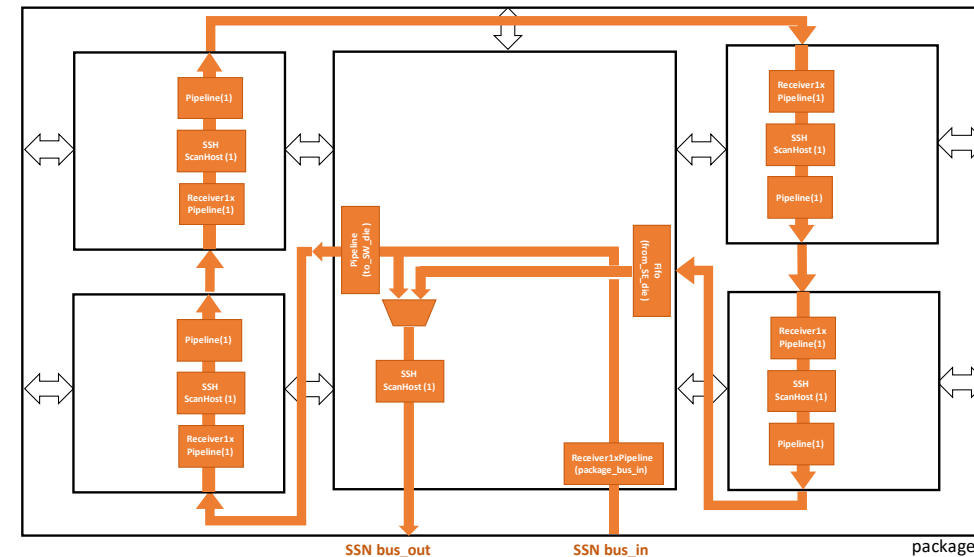 Pipeline(1)
SSH
ScanHost (1)
Receiver1x
Pipeline(1)
Receiver1x
Pipeline(1)
SSH
ScanHost (1)
Pipeline(1)
Pipeline
(to_SW_die)
Fifo
(from_SE_die )
Pipeline(1)
SSH
ScanHost (1)
Receiver1x
Pipeline(1)
SSH
ScanHost (1)
Receiver1xPipeline
(package_bus_in)
Receiver1x
Pipeline(1)
SSH
ScanHost (1)
Pipeline(1)
SSN bus_out
SSN bus_in
package